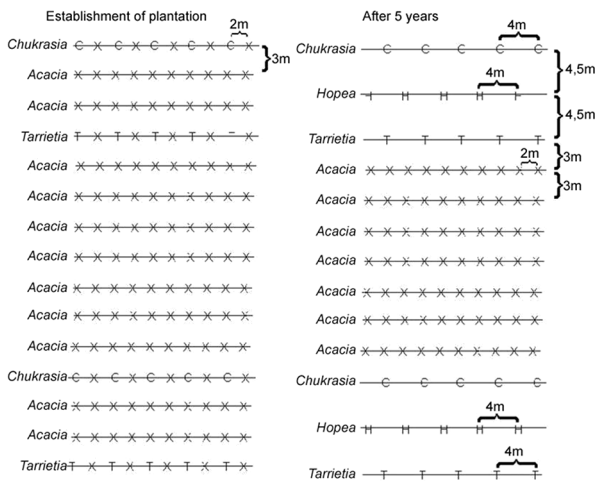 Establishment of plantation
2m
Chukrasia C X C X C X C X C X
3m
Acacia X X X X X X X X X X
Acacia X X X X X X X X X X
Tarrietia T X T X T X T X X
Acacia X X X X X X X X X X
Acacia X X X X X X X X X X
Acacia X X X X X X X X X X
Acacia X X X X X X X X X X
Acacia X X X X X X X X X X
Acacia X X X X X X X X X X
Acacia X X X X X X X X X X
Chukrasia C X C X C X C X C X
Acacia X X X X X X X X X X
Acacia X X X X X X X X X X
Tarrietia T X T X T X T X T X
After 5 years
4m
Chukrasia C C C C C
4,5m
4m
Hopea H H H H
4,5m
Tarrietia T T T T T
3m
2m
Acacia X X X X X X X X X X
3m
Acacia X X X X X X X X X X
Acacia X X X X X X X X X X
Acacia X X X X X X X X X X
Acacia X X X X X X X X X X
Acacia X X X X X X X X X X
Acacia X X X X X X X X X X
Chukrasia C C C C C
4m
Hopea H H H H H
4m
Tarrietia T T T T T